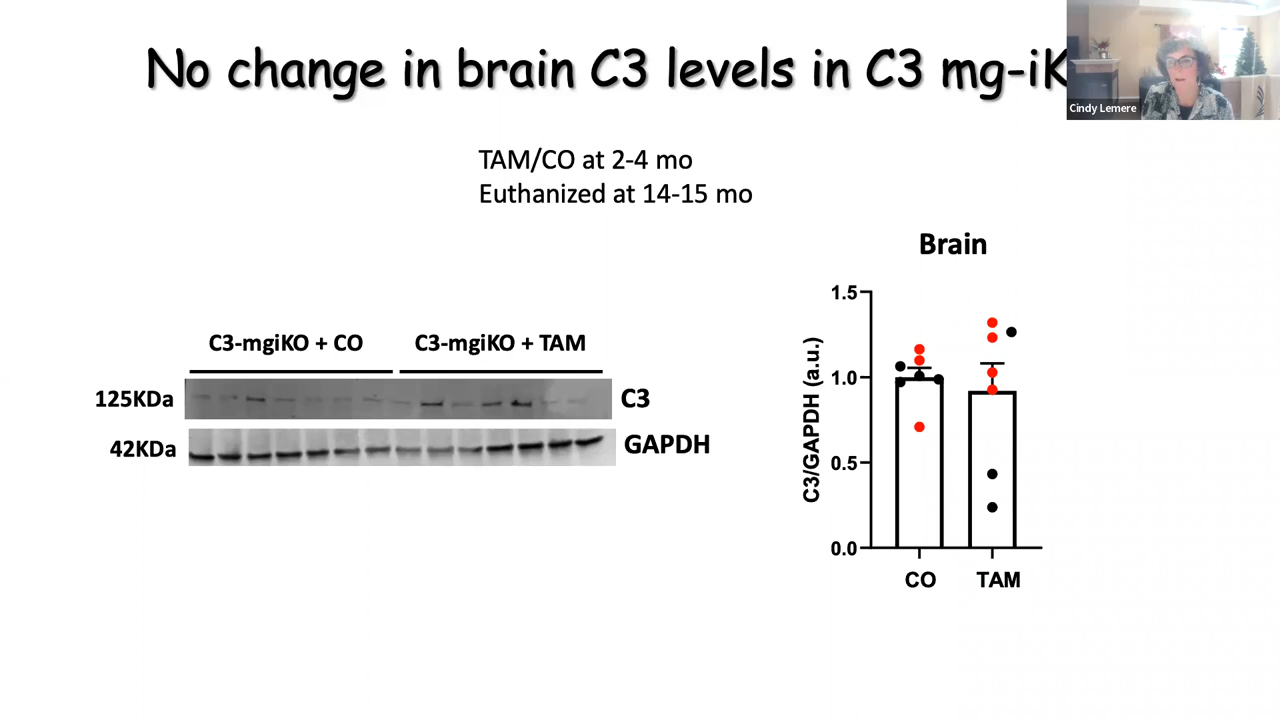 No change in brain C3 levels in C3 mg-iK
Cindy Lemere
TAM/CO at 2-4 mo
Euthanized at 14-15 mo
Brain
C3-mgiKO + CO
C3-mgiKO + TAM
125KDa
C3
42KDa
GAPDH
C3/GAPDH (a.u.)
1.5
1.0
0.5
0.0
CO
TAM